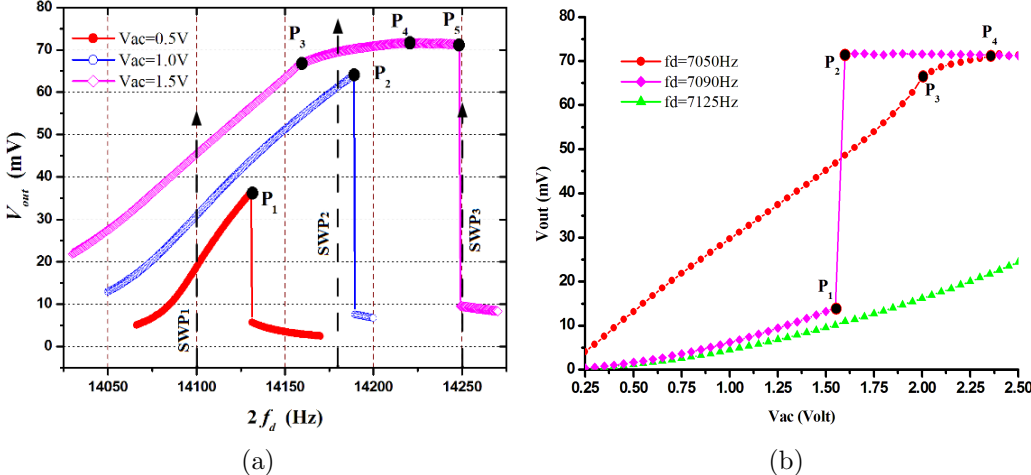 80
70
60
50
40
30
20
10
0
V_out (mV)
Vac=0.5V
Vac=1.0V
Vac=1.5V
P3
P4
P5
P2
P1
SWP1
SWP2
SWP3
14050 14100 14150 14200 14250
2 f_d (Hz)
(a)
80
70
60
50
40
30
20
10
0
Vout (mV)
fd=7050Hz
fd=7090Hz
fd=7125Hz
P4
P2
P3
P1
0.25 0.50 0.75 1.00 1.25 1.50 1.75 2.00 2.25 2.50
Vac (Volt)
(b)